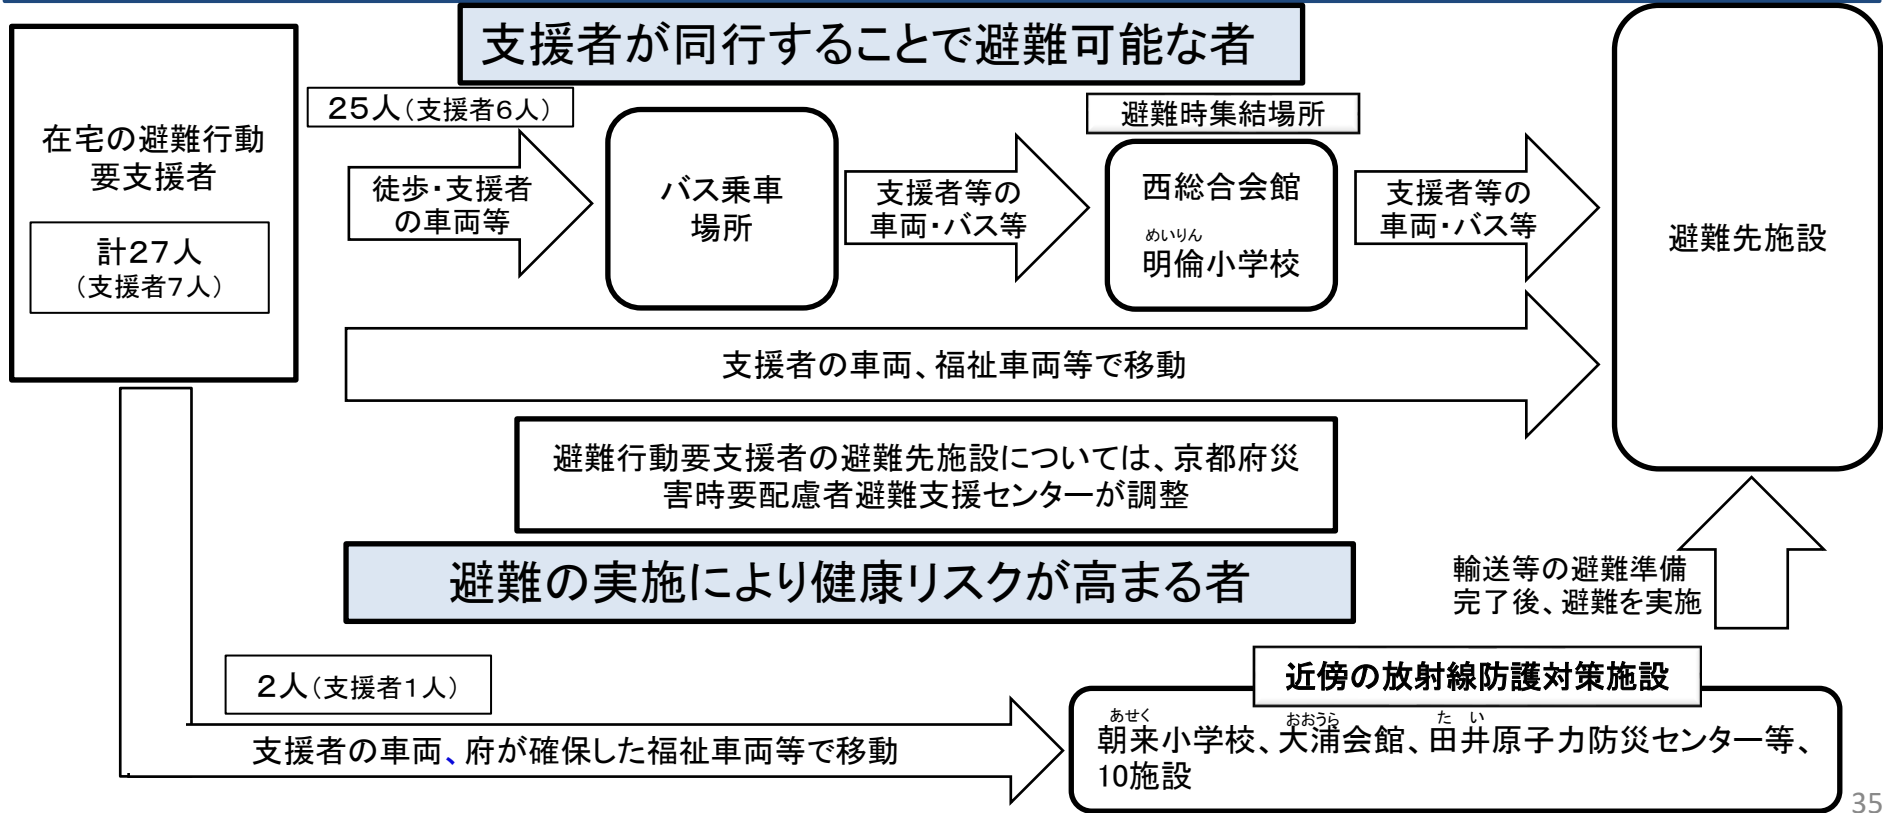 支援者が同行することで避難可能な者
在宅の避難行動
要支援者
計27人
（支援者7人）
25人（支援者6人）
徒歩・支援者
の車両等
バス乗車
場所
支援者等の
車両・バス等
避難時集結場所
西総合会館
めいりん
明倫小学校
支援者等の
車両・バス等
避難先施設
支援者の車両、福祉車両等で移動
避難行動要支援者の避難先施設については、京都府災
害時要配慮者避難支援センターが調整
避難の実施により健康リスクが高まる者
輸送等の避難準備
完了後、避難を実施
2人（支援者1人）
支援者の車両、府が確保した福祉車両等で移動
近傍の放射線防護対策施設
あせく おおうら た い
朝来小学校、大浦会館、田井原子力防災センター等、
10施設
35